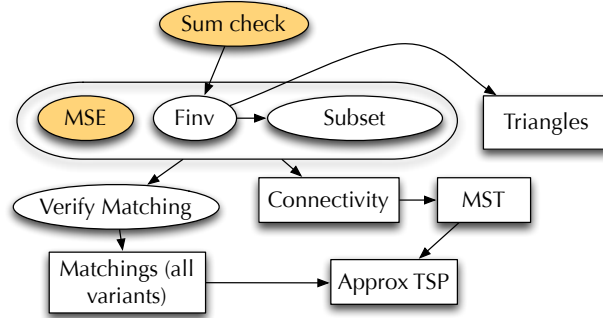 Sum check
MSE
Finv
Subset
Triangles
Verify Matching
Connectivity
MST
Matchings (all
variants)
Approx TSP